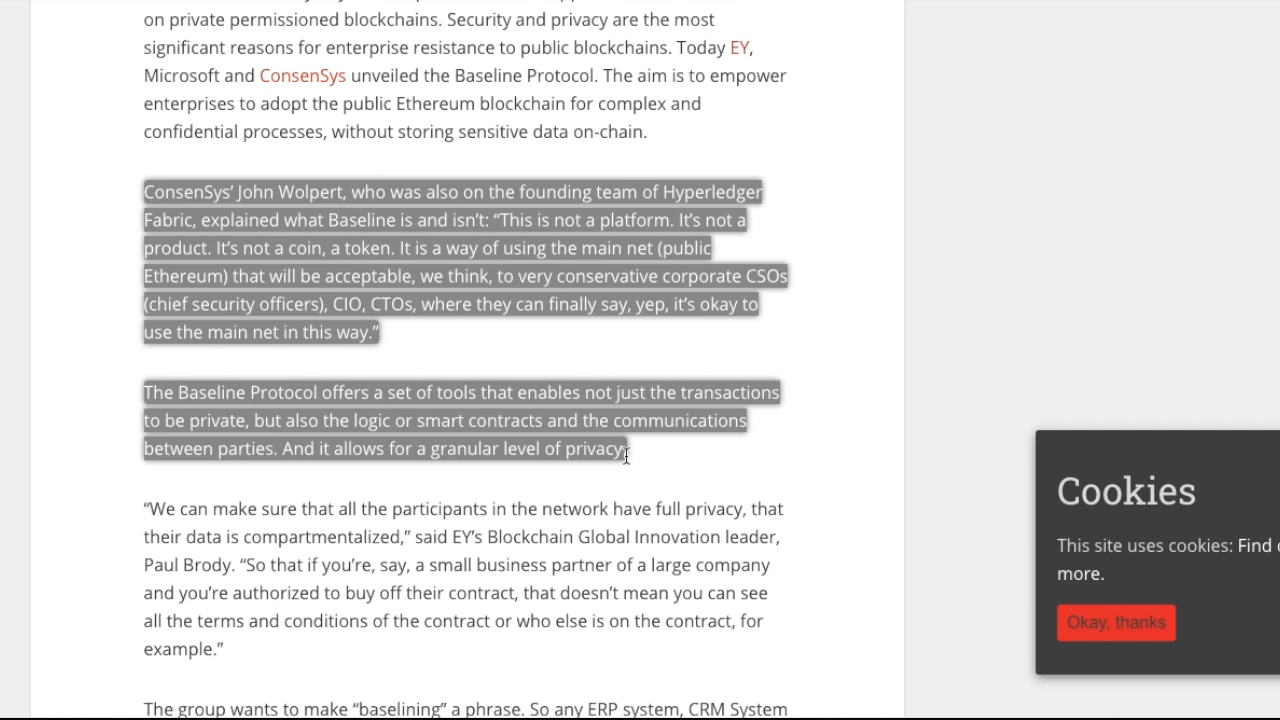 on private permissioned blockchains. Security and privacy are the most
significant reasons for enterprise resistance to public blockchains. Today EY,
Microsoft and ConsenSys unveiled the Baseline Protocol. The aim is to empower
enterprises to adopt the public Ethereum blockchain for complex and
confidential processes, without storing sensitive data on-chain.
ConsenSys’ John Wolpert, who was also on the founding team of Hyperledger
Fabric, explained what Baseline is and isn’t: “This is not a platform. It’s not a
product. It’s not a coin, a token. It is a way of using the main net (public
Ethereum) that will be acceptable, we think, to very conservative corporate CSOs
(chief security officers), CIO, CTOs, where they can finally say, yep, it’s okay to
use the main net in this way.”
The Baseline Protocol offers a set of tools that enables not just the transactions
to be private, but also the logic or smart contracts and the communications
between parties. And it allows for a granular level of privacy.
“We can make sure that all the participants in the network have full privacy, that
their data is compartmentalized,” said EY’s Blockchain Global Innovation leader,
Paul Brody. “So that if you’re, say, a small business partner of a large company
and you’re authorized to buy off their contract, that doesn’t mean you can see
all the terms and conditions of the contract or who else is on the contract, for
example.”
The group wants to make “baselining” a phrase. So any ERP system, CRM System
Cookies
This site uses cookies: Find
more.
Okay, thanks